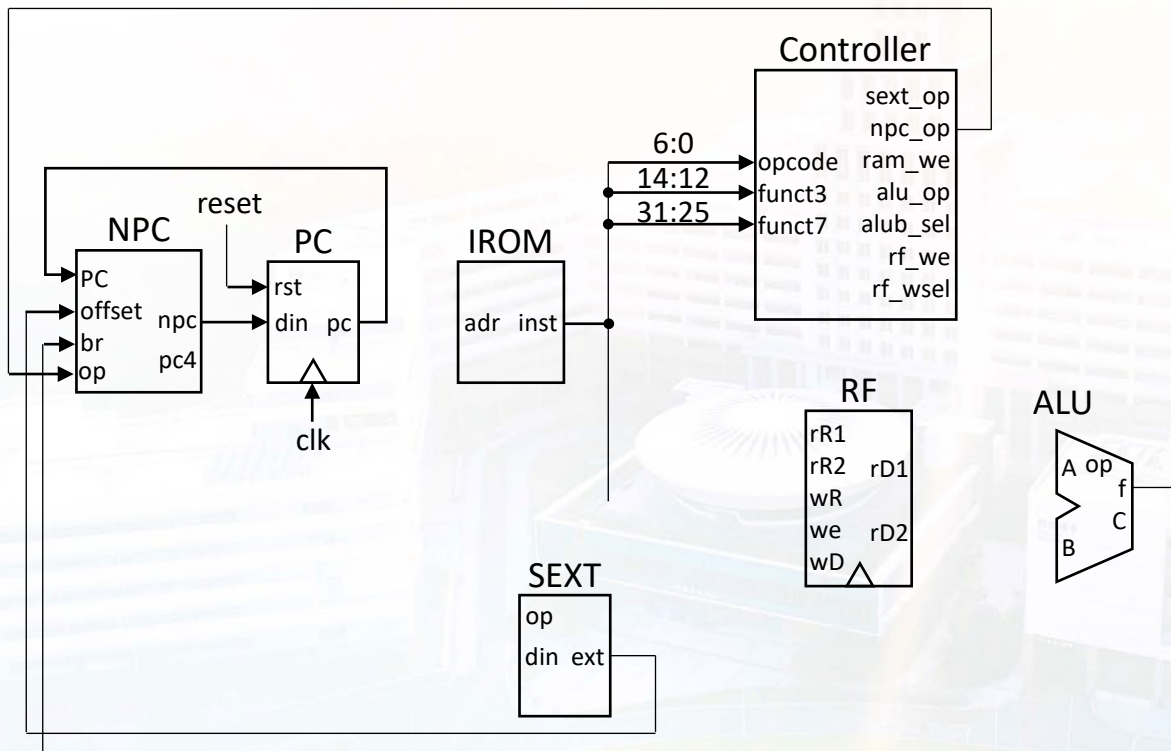 Controller
sext_op
npc_op
ram_we
alu_op
alub_sel
rf_we
rf_wsel
6:0
opcode
14:12
funct3
31:25
funct7
reset
NPC
PC
offset
br
op
npc
pc4
PC
rst
din
pc
clk
IROM
adr
inst
RF
rR1
rR2
wR
we
wD
rD1
rD2
ALU
A
op
f
C
B
SEXT
op
din
ext